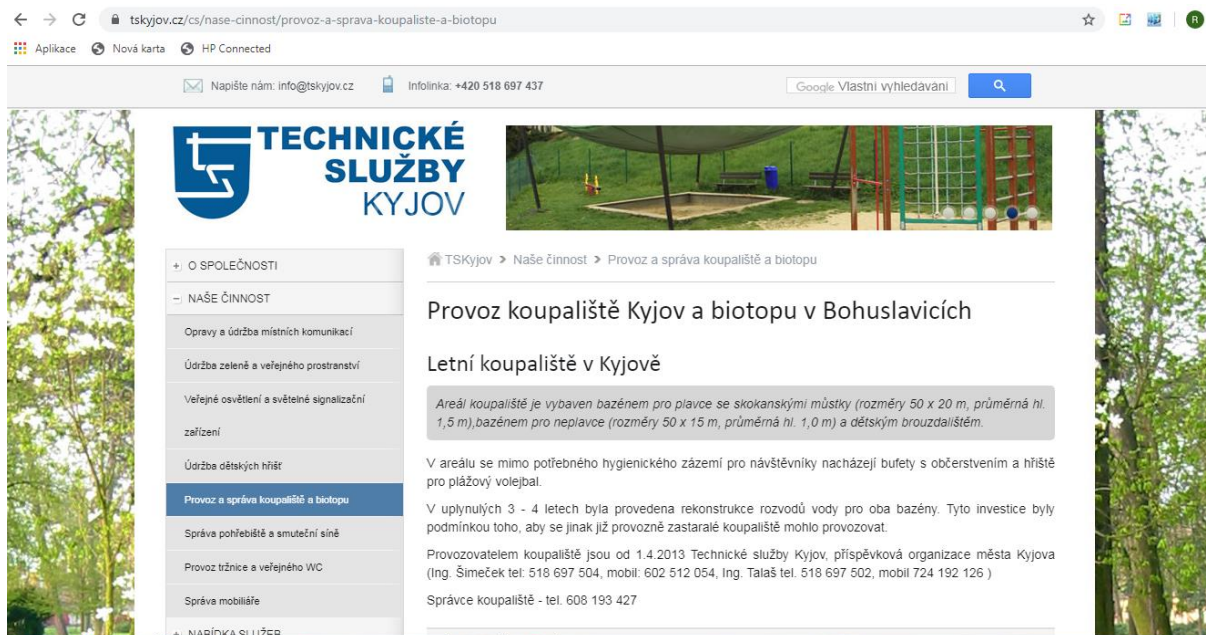 tskyjov.cz/cs/nase-cinnost/provoz-a-sprava-koupaliste-a-biotopu
R
Aplikace
Nová karta
HP Connected
Napište nám: info@tskyjov.cz
Infolinka: +420 518 697 437
Google Vlastní vyhledávání
TECHNICKÉ
SLUŽBY
KYJOV
O SPOLEČNOSTI
NAŠE ČINNOST
Opravy a údržba místních komunikací
Údržba zeleně a veřejného prostranství
Veřejné osvětlení a světelné signalizační
zařízení
Údržba dětských hřišť
Provoz a správa koupaliště a biotopu
Správa pohřebiště a smuteční síně
Provoz tržnice a veřejného WC
Správa mobiliáře
NABÍDKA SLUŽEB
TSKyjov > Naše činnost > Provoz a správa koupaliště a biotopu
Provoz koupaliště Kyjov a biotopu v Bohuslavicích
Letní koupaliště v Kyjově
Areál koupaliště je vybaven bazénem pro plavce se skokanskými můstky (rozměry 50 x 20 m, průměrná hl.
1,5 m),bazénem pro neplavce (rozměry 50 x 15 m, průměrná hl. 1,0 m) a dětským brouzdalištěm.
V areálu se mimo potřebného hygienického zázemí pro návštěvníky nacházejí bufety s občerstvením a hřiště
pro plážový volejbal.
V uplynulých 3 - 4 letech byla provedena rekonstrukce rozvodů vody pro oba bazény. Tyto investice byly
podmínkou toho, aby se jinak již provozně zastaralé koupaliště mohlo provozovat.
Provozovatelem koupaliště jsou od 1.4.2013 Technické služby Kyjov, příspěvková organizace města Kyjova
(Ing. Šimeček tel: 518 697 504, mobil: 602 512 054, Ing. Talaš tel. 518 697 502, mobil 724 192 126 )
Správce koupaliště - tel. 608 193 427